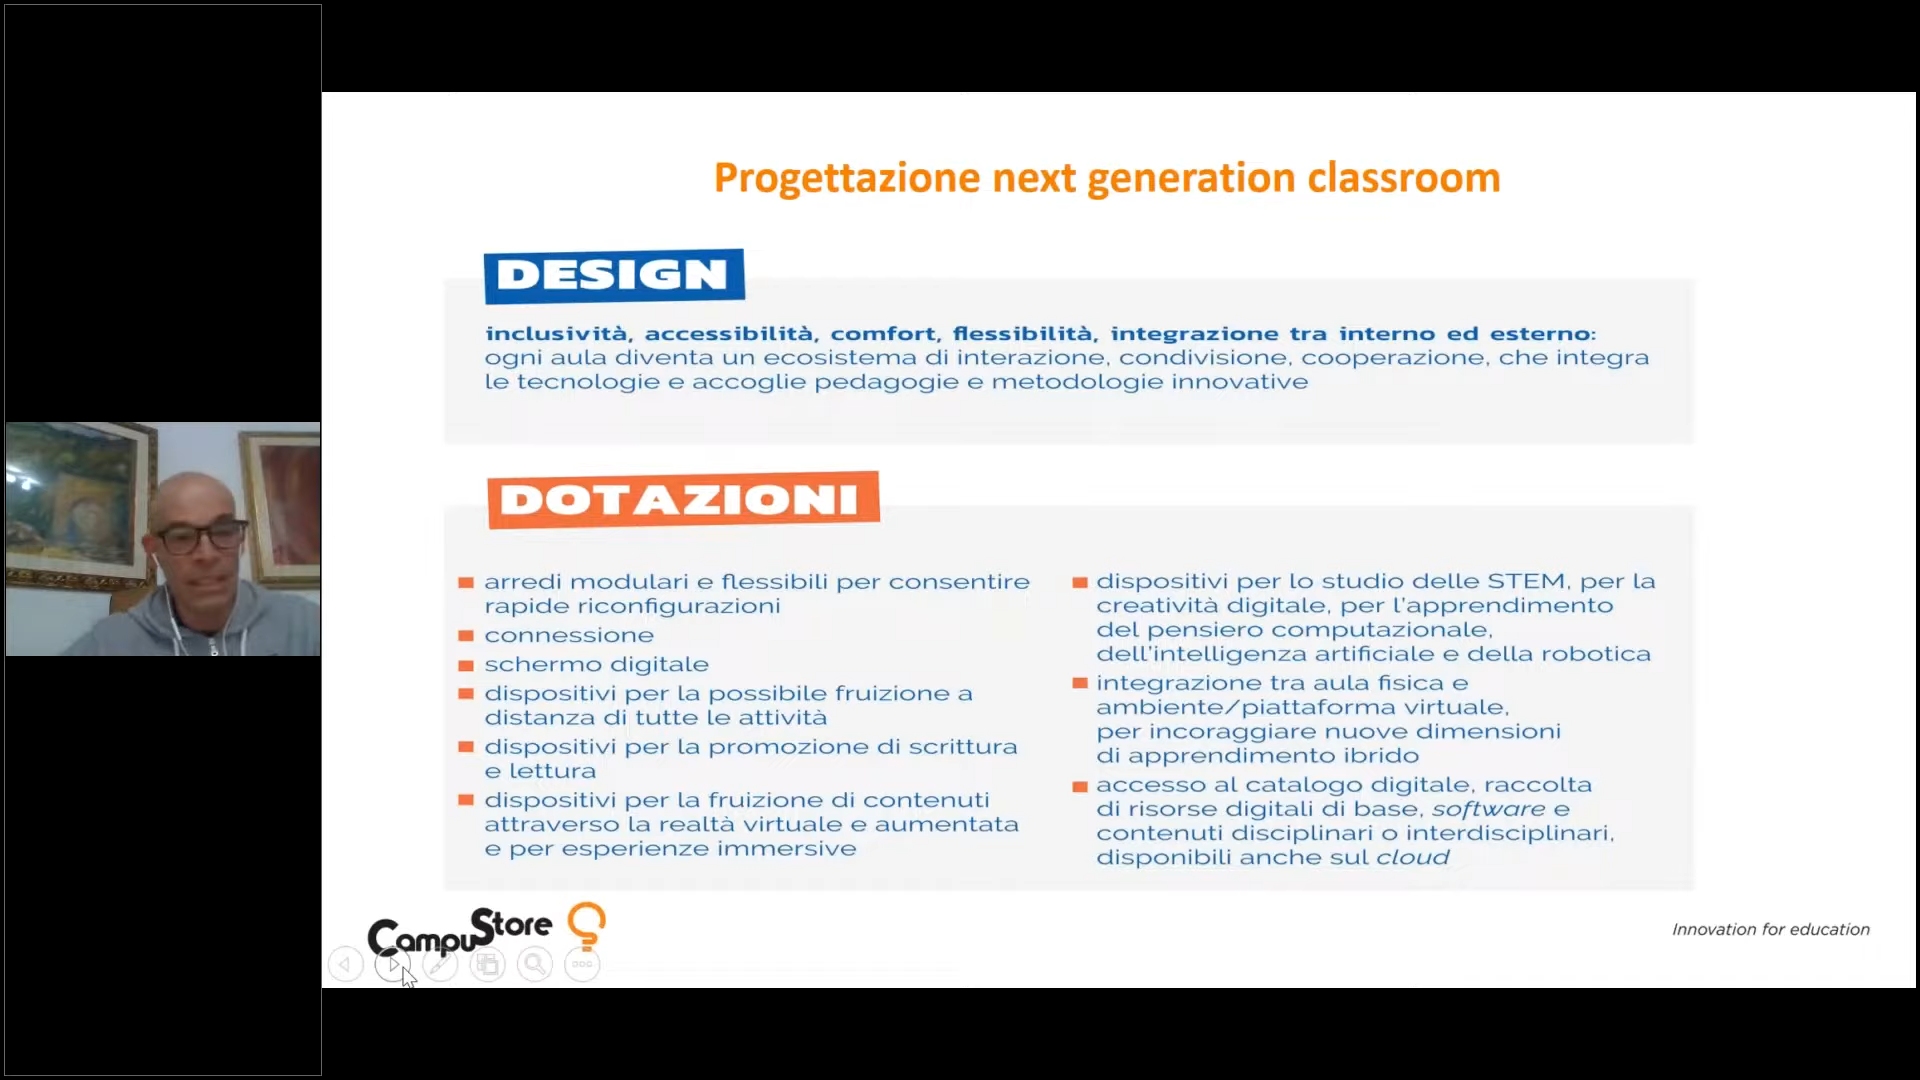 Progettazione next generation classroom
DESIGN
inclusività, accessibilità, comfort, flessibilità, integrazione tra interno ed esterno:
ogni aula diventa un ecosistema di interazione, condivisione, cooperazione, che integra
le tecnologie e accoglie pedagogie e metodologie innovative
DOTAZIONI
arredi modulari e flessibili per consentire
rapide riconfigurazioni
connessione
schermo digitale
dispositivi per la possibile fruizione a
distanza di tutte le attività
dispositivi per la promozione di scrittura
e lettura
dispositivi per la fruizione di contenuti
attraverso la realtà virtuale e aumentata
e per esperienze immersive
dispositivi per lo studio delle STEM, per la
creatività digitale, per l'apprendimento
del pensiero computazionale,
dell'intelligenza artificiale e della robotica
integrazione tra aula fisica e
ambiente/piattaforma virtuale,
per incoraggiare nuove dimensioni
di apprendimento ibrido
accesso al catalogo digitale, raccolta
di risorse digitali di base, software e
contenuti disciplinari o interdisciplinari,
disponibili anche sul cloud
CampuStore
Innovation for education